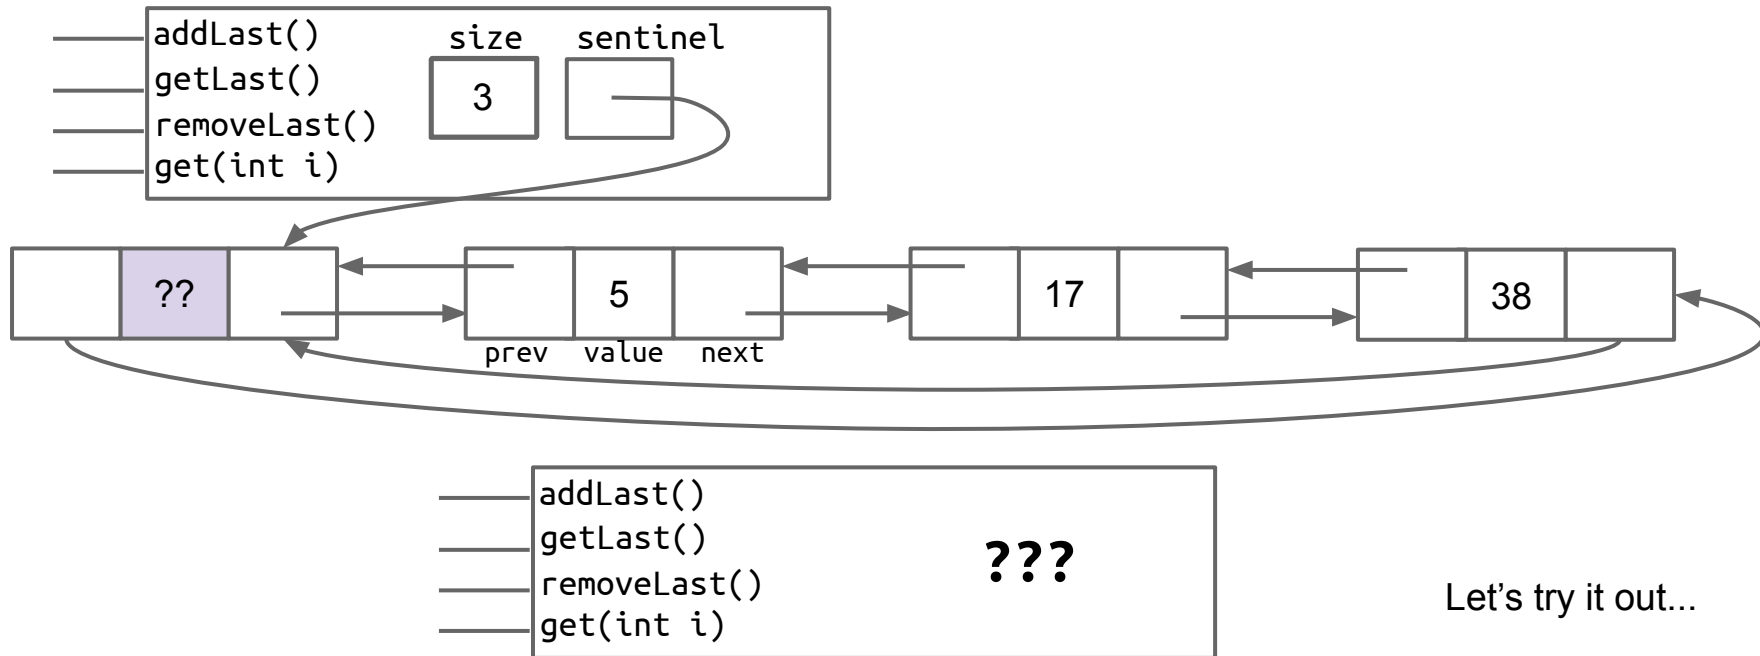 addLast()
getLast()
removeLast()
get(int i)
size
sentinel
3
??
5
17
38
prev
value
next
addLast()
getLast()
removeLast()
get(int i)
???
Let’s try it out...